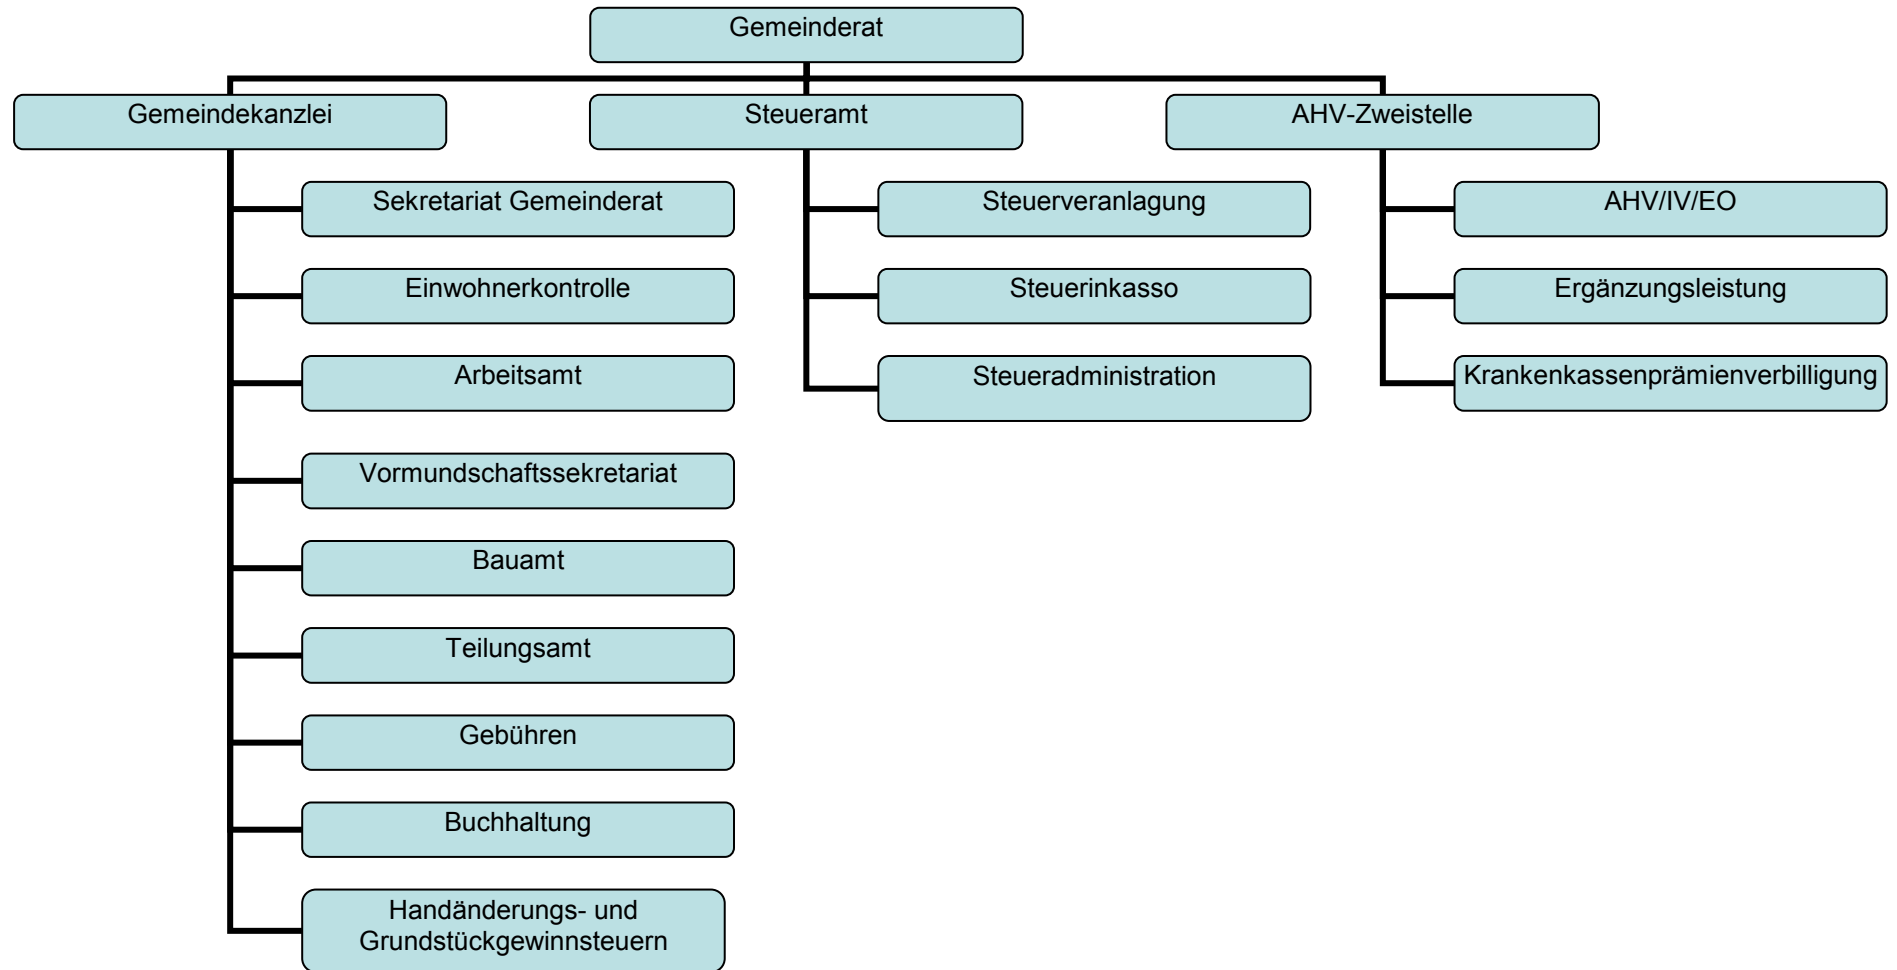 Gemeinderat
Gemeindekanzlei
Steueramt
AHV-Zweistelle
Sekretariat Gemeinderat
Einwohnerkontrolle
Arbeitsamt
Vormundschaftssekretariat
Bauamt
Teilungsamt
Gebühren
Buchhaltung
Handänderungs- und
Grundstückgewinnsteuern
Steuerveranlagung
Steuerinkasso
Steueradministration
AHV/IV/EO
Ergänzungsleistung
Krankenkassenprämienverbilligung